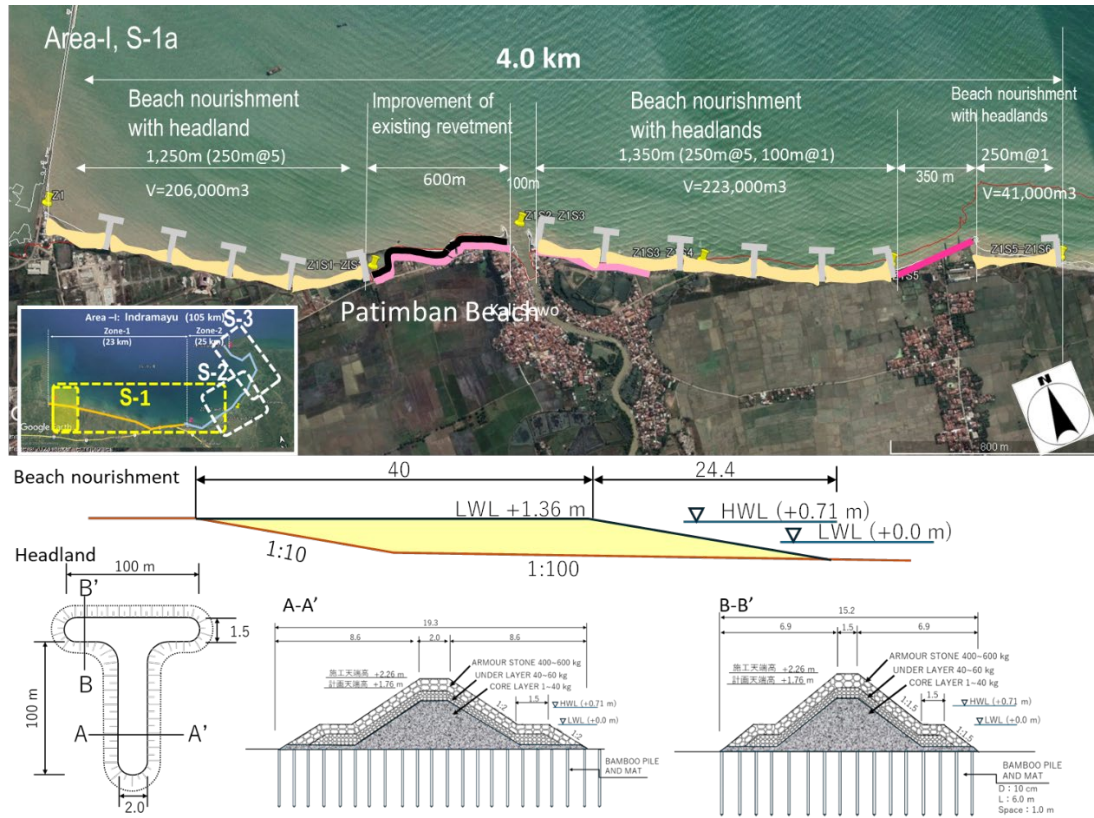 Area-I, S-1a
4.0 km
Beach nourishment
with headland
1,250m (250m@5)
V=206,000m3
Improvement of
existing revetment
600m
100m
Beach nourishment
with headlands
1,350m (250m@5, 100m@1)
V=223,000m3
350 m
Beach nourishment
with headlands
250m@1
V=41,000m3
Z1
Z1S1-ZIS
Z1S2-Z1S3
Z1S3-Z1S4
Z1S5-Z1S6
Patimban Beach
Kali Sewo
Area –I: Indramayu (105 km)
Zone-1
(23 km)
Zone-2
(25 km)
S-3
S-2
S-1
Google Earth
N
800 m
Beach nourishment
40
24.4
LWL +1.36 m
HWL (+0.71 m)
LWL (+0.0 m)
1:10
1:100
Headland
100 m
B'
B
1.5
100 m
A
A'
2.0
A-A'
19.3
8.6
2.0
8.6
施工天端高 +2.26 m
計画天端高 +1.76 m
ARMOUR STONE 400~600 kg
UNDER LAYER 40~60 kg
CORE LAYER 1~40 kg
1:2
1.5
HWL (+0.71 m)
LWL (+0.0 m)
1:2
BAMBOO PILE
AND MAT
B-B'
15.2
6.9
1.5
6.9
施工天端高 +2.26 m
計画天端高 +1.76 m
ARMOUR STONE 400~600 kg
UNDER LAYER 40~60 kg
CORE LAYER 1~40 kg
1:1.5
1.5
HWL (+0.71 m)
LWL (+0.0 m)
1:1.5
BAMBOO PILE
AND MAT
D : 10 cm
L : 6.0 m
Space : 1.0 m